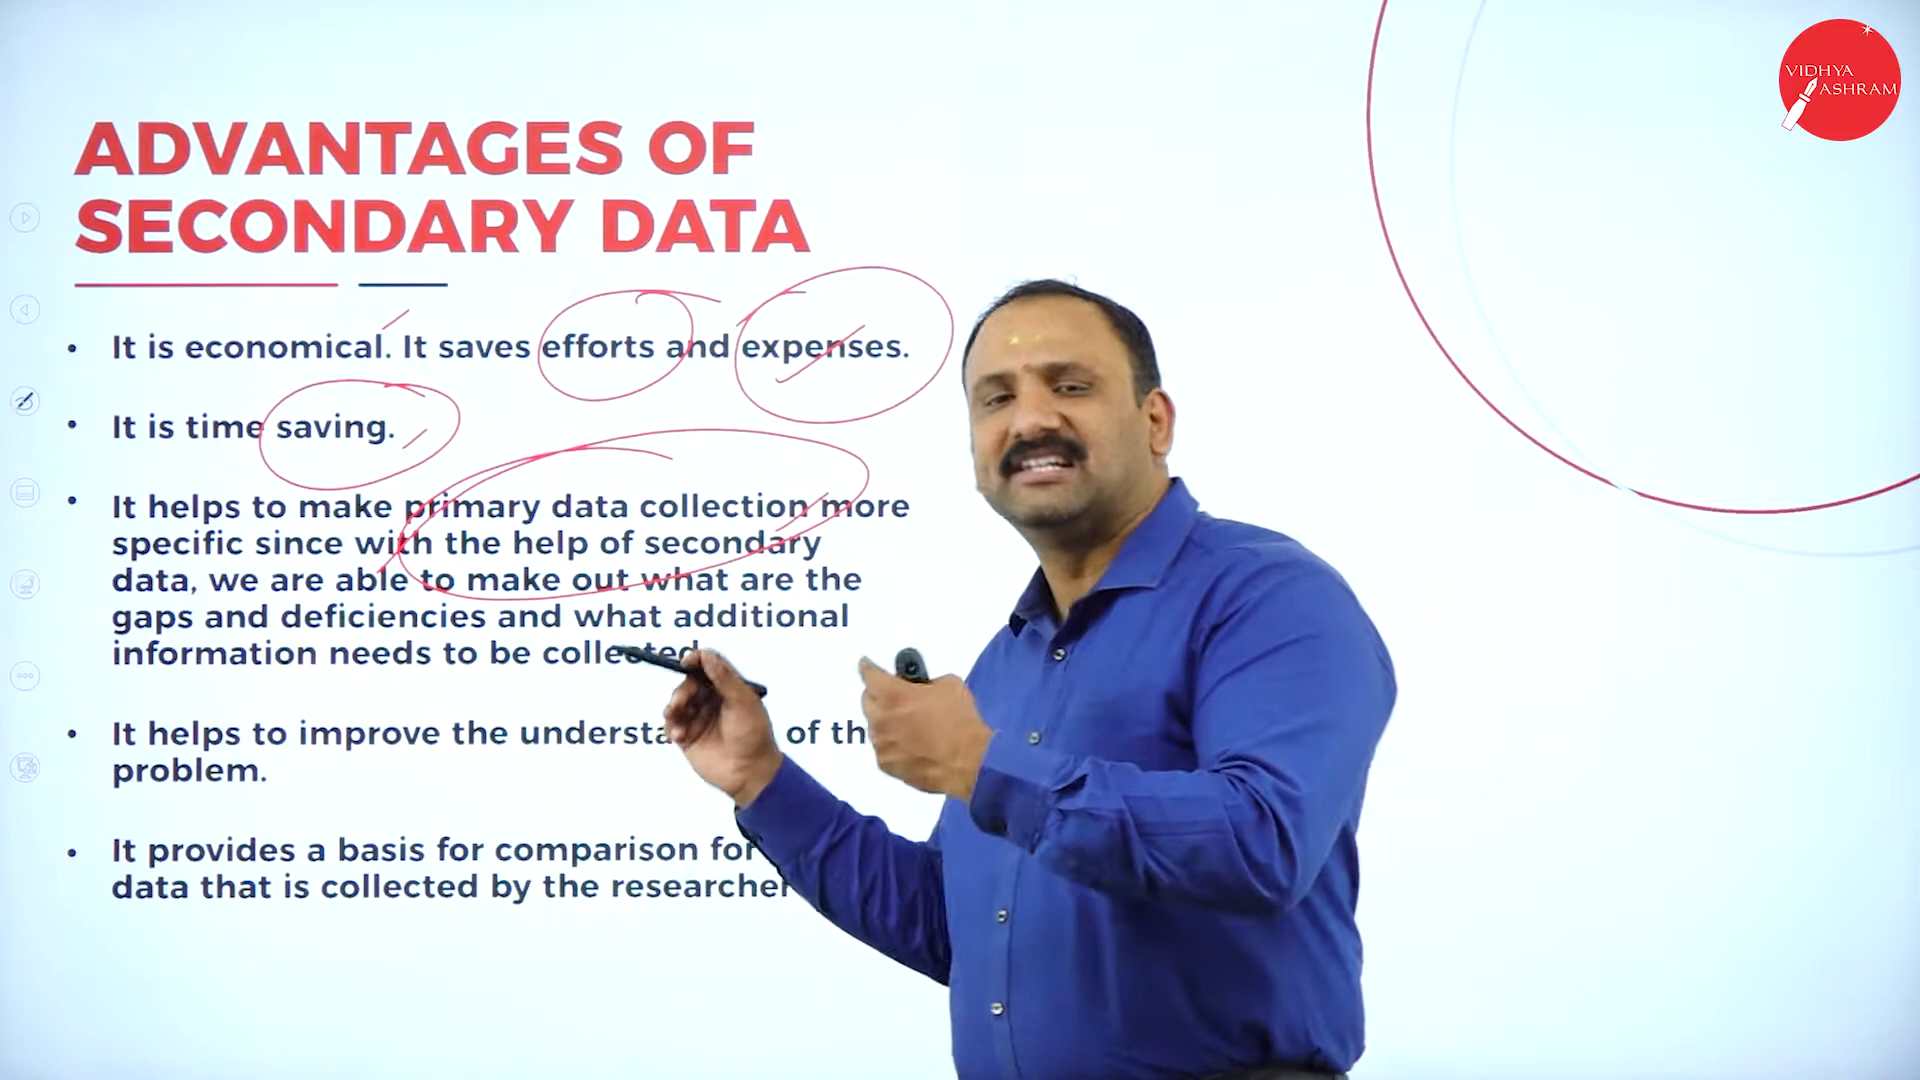 VIDHYA
ASHRAM
ADVANTAGES OF
SECONDARY DATA
• It is economical. It saves efforts and expenses.
• It is time saving.
• It helps to make primary data collection more
specific since with the help of secondary
data, we are able to make out what are the
gaps and deficiencies and what additional
information needs to be collected
• It helps to improve the of
problem.
• It provides a basis for comparison for
data that is collected by the researcher